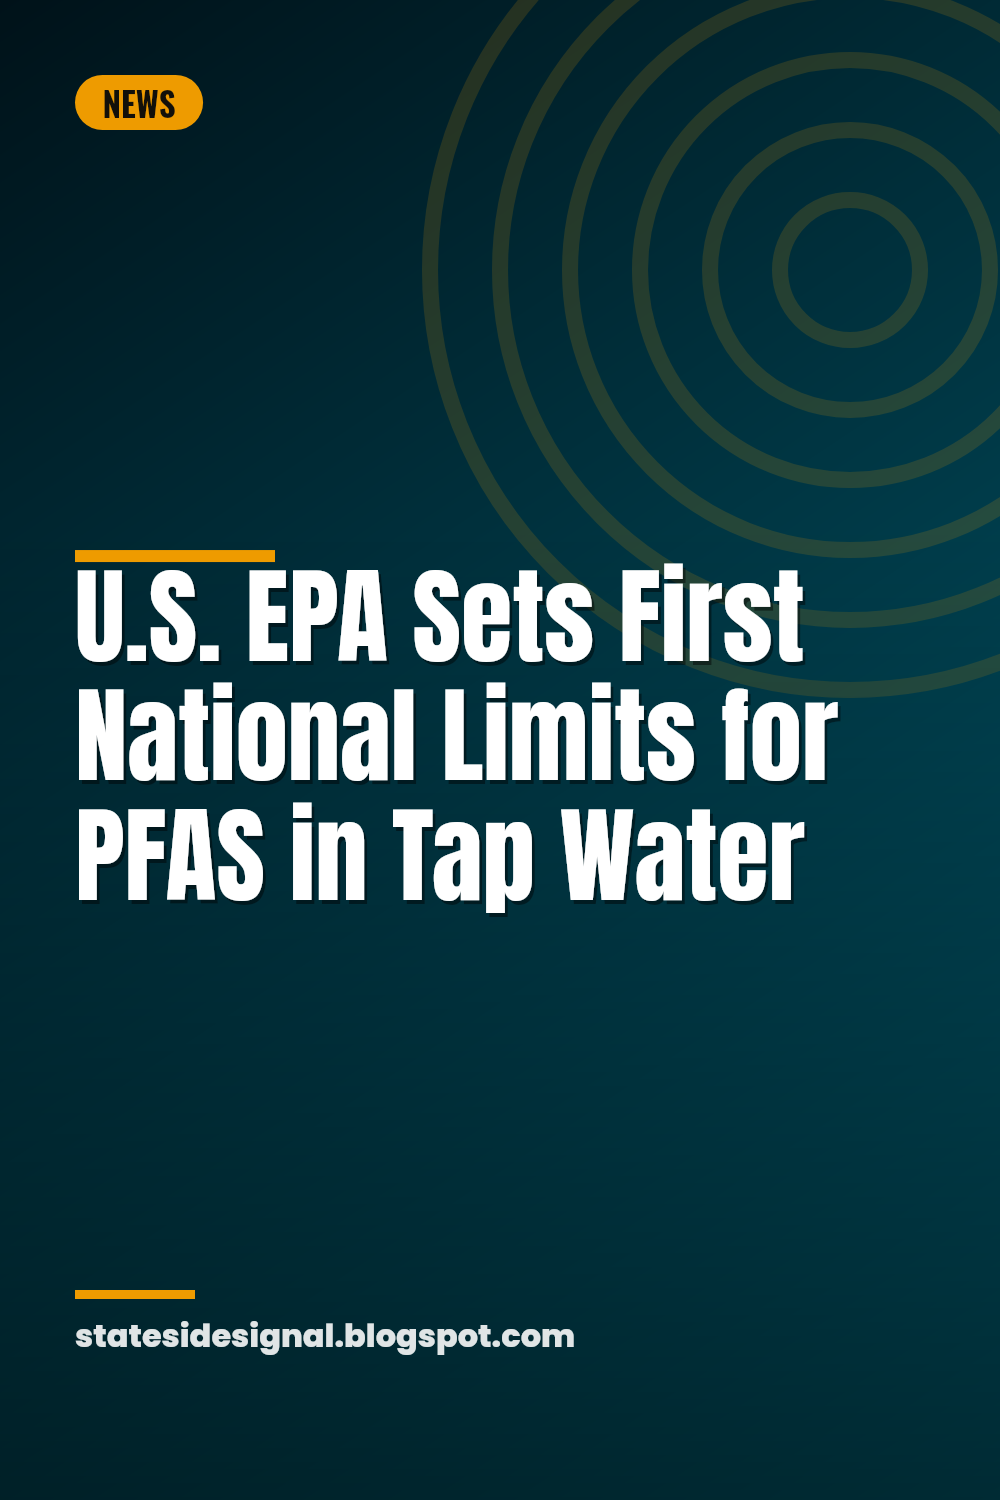 NEWS
U.S. EPA Sets First
National Limits for
PFAS in Tap Water
statesidesignal.blogspot.com